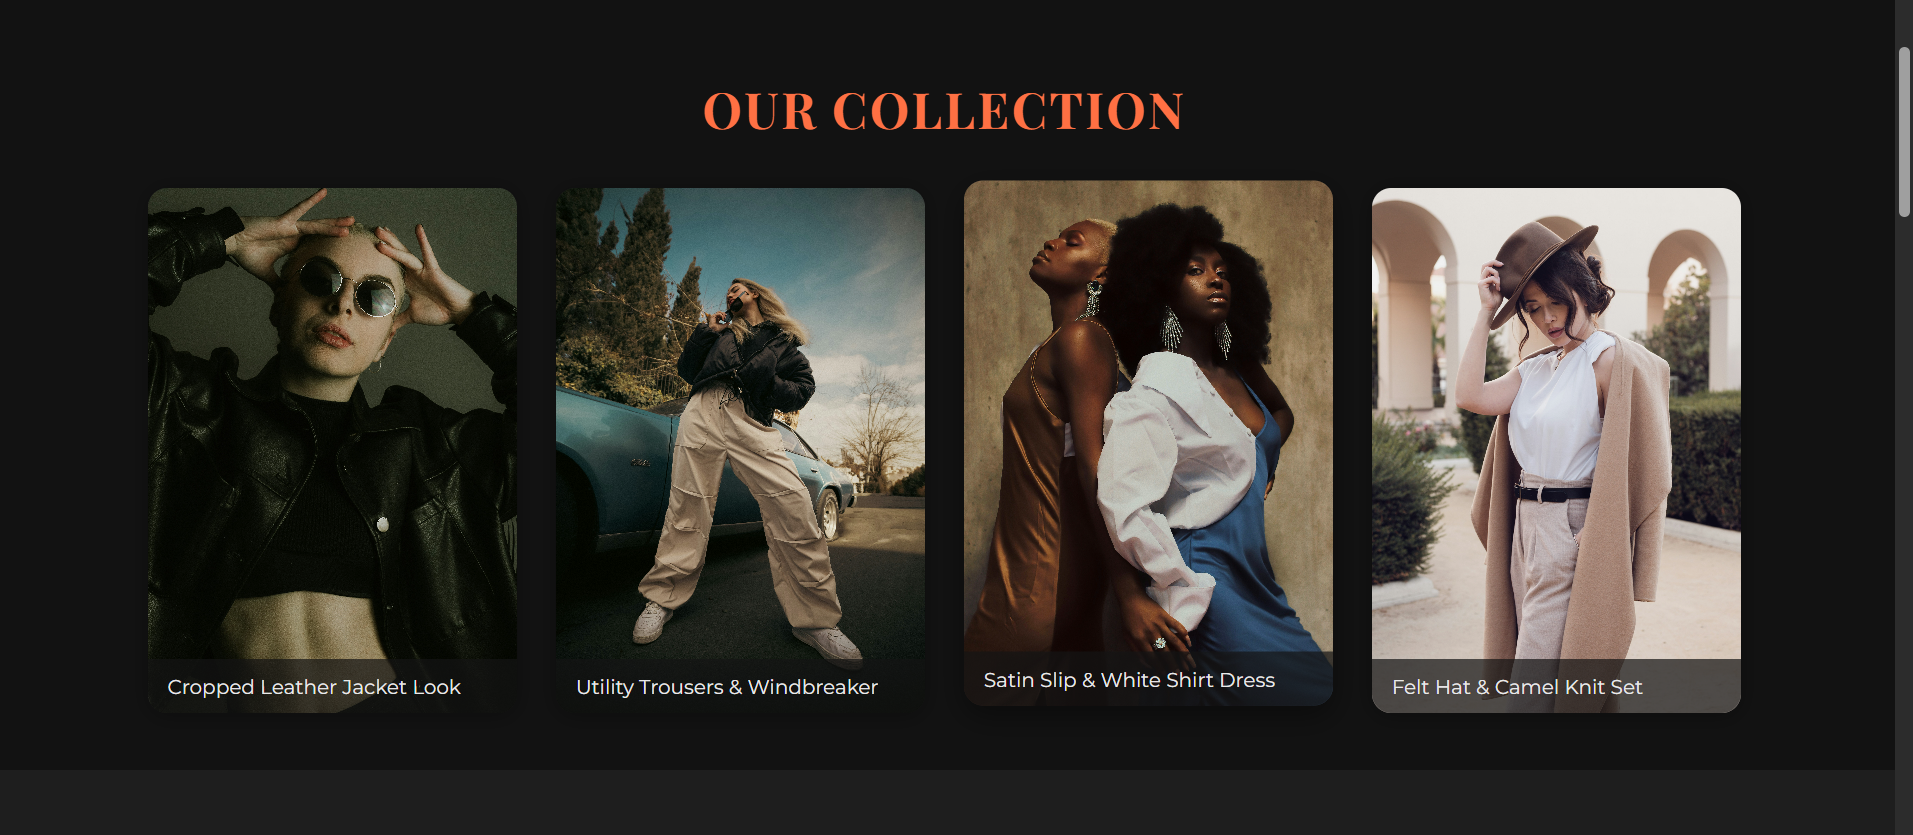 OUR COLLECTION
Cropped Leather Jacket Look
Utility Trousers & Windbreaker
Satin Slip & White Shirt Dress
Felt Hat & Camel Knit Set